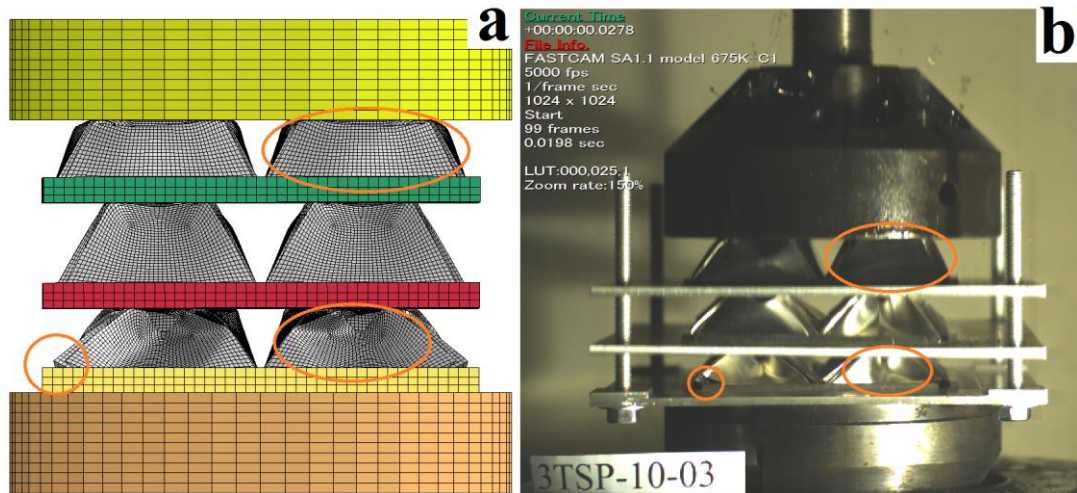 a
b
Current Time
+00:00:00.0278
File Info.
FASTCAM SA1.1 model 675K-C1
5000 fps
1/frame sec
1024 x 1024
Start
99 frames
0.0198 sec
LUT:000,025,1
Zoom rate:150%
3TSP-10-03